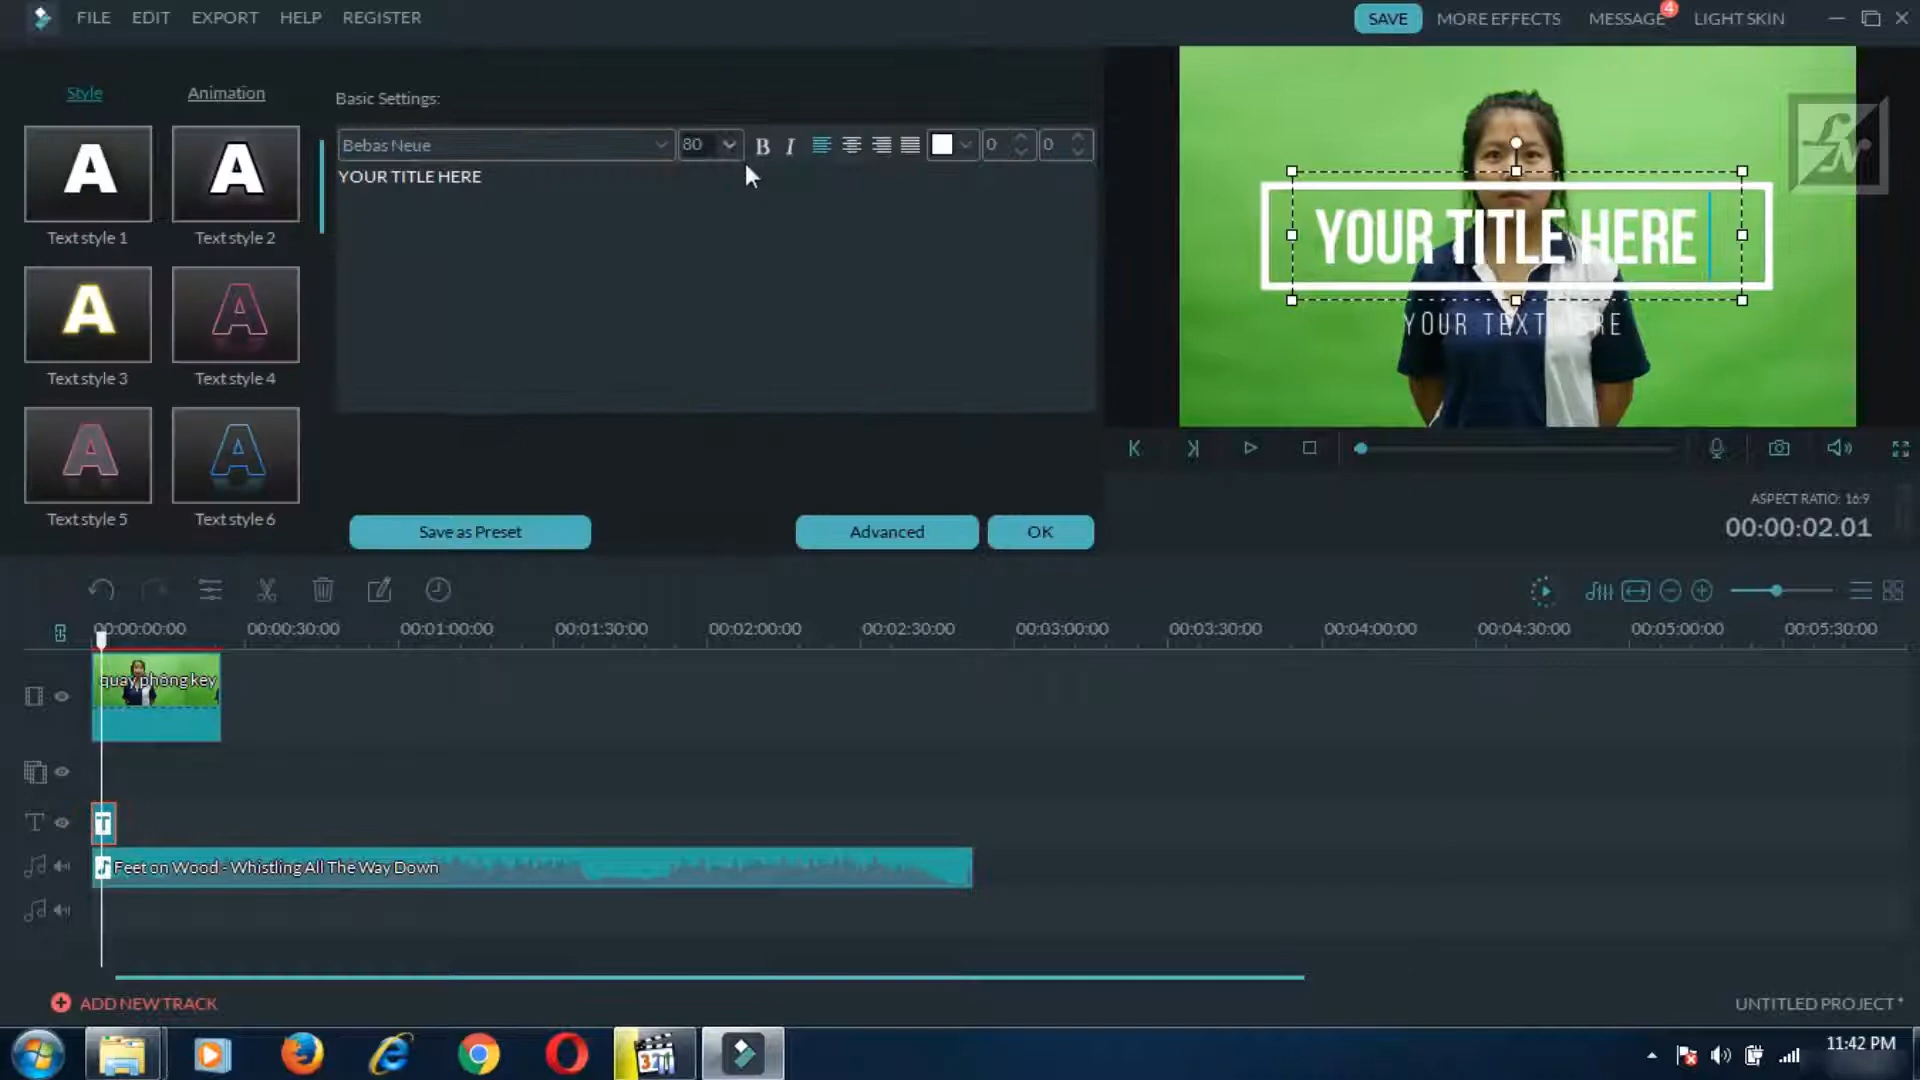 FILE EDIT EXPORT HELP REGISTER SAVE MORE EFFECTS MESSAGE 4 LIGHT SKIN
Style Animation Basic Settings:
Bebas Neue 80 B I 0 0
YOUR TITLE HERE
A A
Text style 1 Text style 2
A A
Text style 3 Text style 4
A A
Text style 5 Text style 6
YOUR TITLE HERE
YOUR TEXT HERE
Save as Preset Advanced OK
ASPECT RATIO: 16:9
00:00:02.01
00:00:00:00 00:00:30:00 00:01:00:00 00:01:30:00 00:02:00:00 00:02:30:00 00:03:00:00 00:03:30:00 00:04:00:00 00:04:30:00 00:05:00:00 00:05:30:00
quay phông key
T T
Feet on Wood - Whistling All The Way Down
ADD NEW TRACK UNTITLED PROJECT *
321
11:42 PM